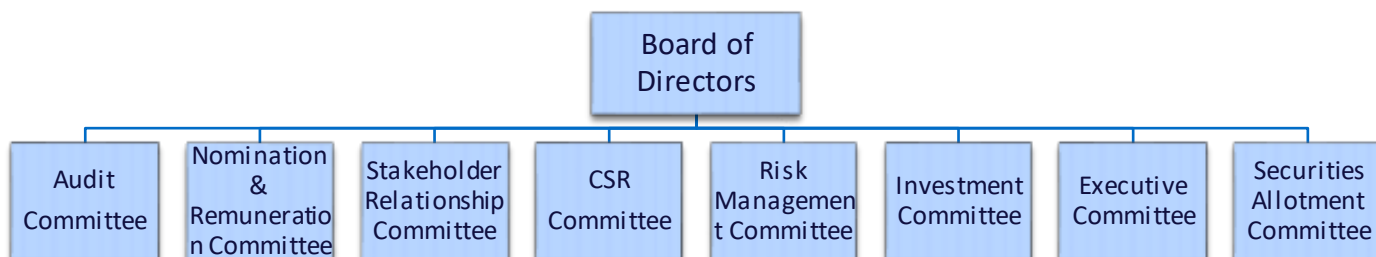 Board of
Directors
Audit
Committee
Nomination
&
Remuneratio
n Committee
Stakeholder
Relationship
Committee
CSR
Committee
Risk
Managemen
t Committee
Investment
Committee
Executive
Committee
Securities
Allotment
Committee